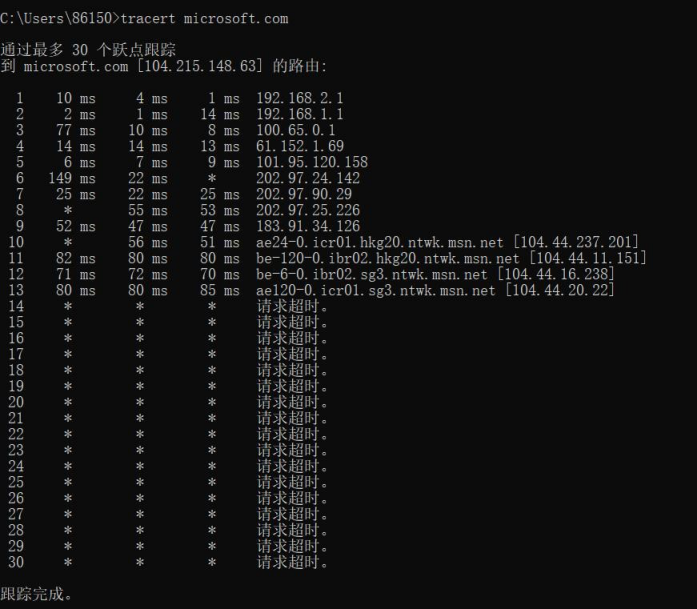 C:\Users\86150>tracert microsoft.com
通过最多 30 个跃点跟踪
到 microsoft.com [104.215.148.63] 的路由:
1 10 ms 4 ms 1 ms 192.168.2.1
2 2 ms 1 ms 14 ms 192.168.1.1
3 77 ms 10 ms 8 ms 100.65.0.1
4 14 ms 14 ms 13 ms 61.152.1.69
5 6 ms 7 ms 9 ms 101.95.120.158
6 149 ms 22 ms * 202.97.24.142
7 25 ms 22 ms 25 ms 202.97.90.29
8 * 55 ms 53 ms 202.97.25.226
9 52 ms 47 ms 47 ms 183.91.34.126
10 * 56 ms 51 ms ae24-0.icr01.hkg20.ntwk.msn.net [104.44.237.201]
11 82 ms 80 ms 80 ms be-120-0.ibr02.hkg20.ntwk.msn.net [104.44.11.151]
12 71 ms 72 ms 70 ms be-6-0.ibr02.sg3.ntwk.msn.net [104.44.16.238]
13 80 ms 80 ms 85 ms ae120-0.icr01.sg3.ntwk.msn.net [104.44.20.22]
14 * * * 请求超时。
15 * * * 请求超时。
16 * * * 请求超时。
17 * * * 请求超时。
18 * * * 请求超时。
19 * * * 请求超时。
20 * * * 请求超时。
21 * * * 请求超时。
22 * * * 请求超时。
23 * * * 请求超时。
24 * * * 请求超时。
25 * * * 请求超时。
26 * * * 请求超时。
27 * * * 请求超时。
28 * * * 请求超时。
29 * * * 请求超时。
30 * * * 请求超时。
跟踪完成。